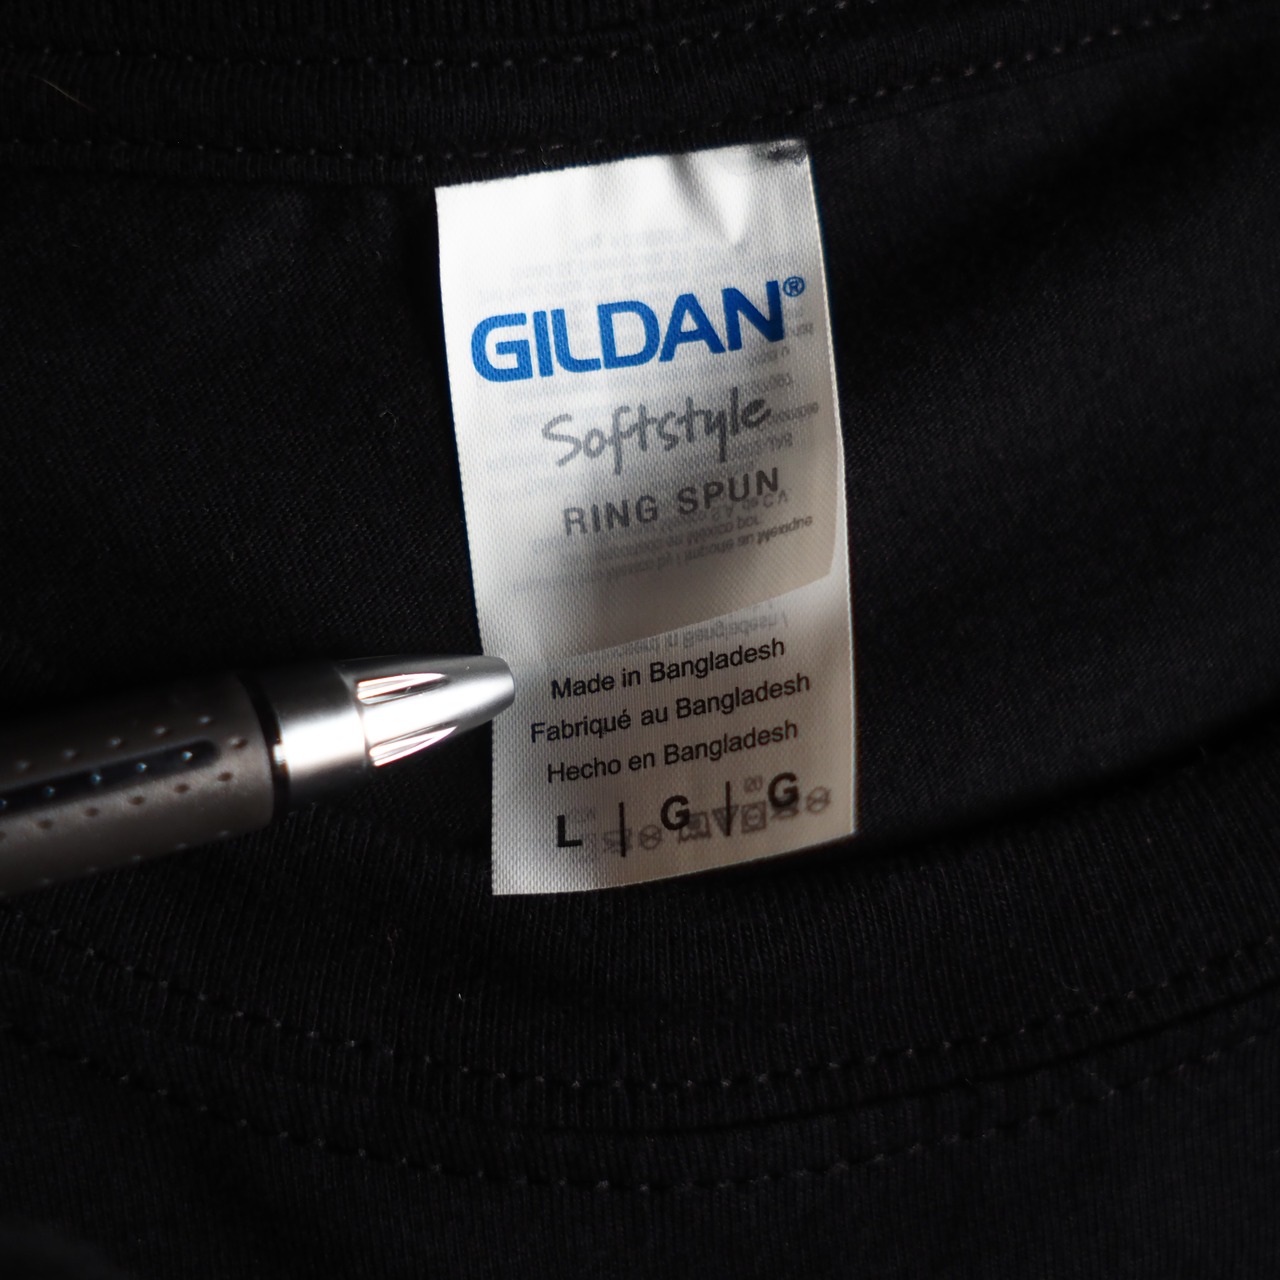 GILDAN®
Softstyle
RING SPUN
Made in Bangladesh
Fabriqué au Bangladesh
Hecho en Bangladesh
L | G | G